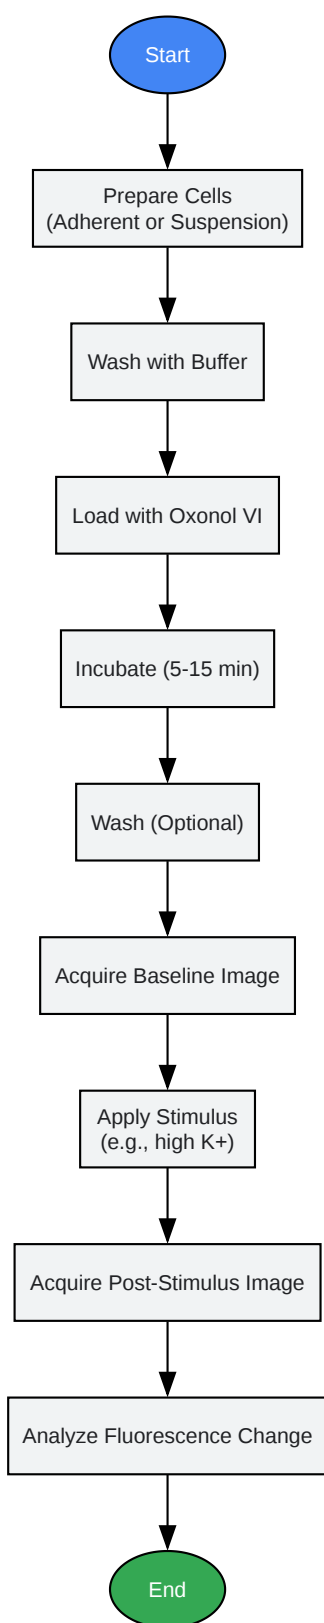 Start
Prepare Cells
(Adherent or Suspension)
Wash with Buffer
Load with Oxonol VI
Incubate (5-15 min)
Wash (Optional)
Acquire Baseline Image
Apply Stimulus
(e.g., high K+)
Acquire Post-Stimulus Image
Analyze Fluorescence Change
End